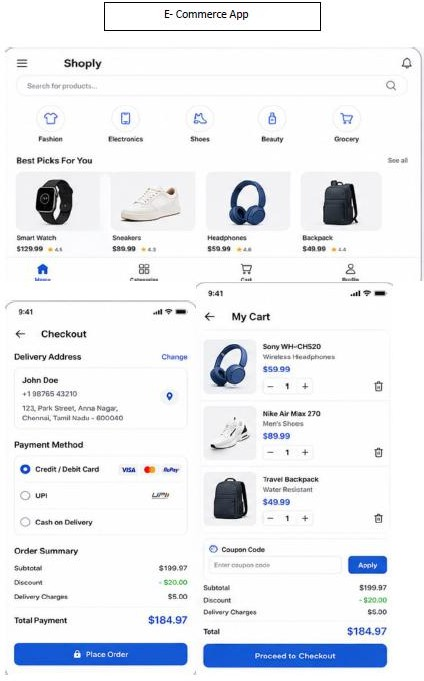 E- Commerce App
Shoply
Search for products...
Fashion Electronics Shoes Beauty Grocery
Best Picks For You See all
Smart Watch Sneakers Headphones Backpack
$129.99 ★ 4.5 $89.99 ★ 4.3 $59.99 ★ 4.6 $49.99 ★ 4.4
Home Categories Cart Profile
9:41
Checkout
Delivery Address Change
John Doe
+1 98765 43210
123, Park Street, Anna Nagar,
Chennai, Tamil Nadu - 600040
Payment Method
Credit / Debit Card VISA RuPay
UPI UPI
Cash on Delivery
Order Summary
Subtotal $199.97
Discount - $20.00
Delivery Charges $5.00
Total Payment $184.97
Place Order
9:41
My Cart
Sony WH-CH520
Wireless Headphones
$59.99
− 1 +
Nike Air Max 270
Men's Shoes
$89.99
− 1 +
Travel Backpack
Water Resistant
$49.99
− 1 +
Coupon Code
Enter coupon code Apply
Subtotal $199.97
Discount - $20.00
Delivery Charges $5.00
Total $184.97
Proceed to Checkout